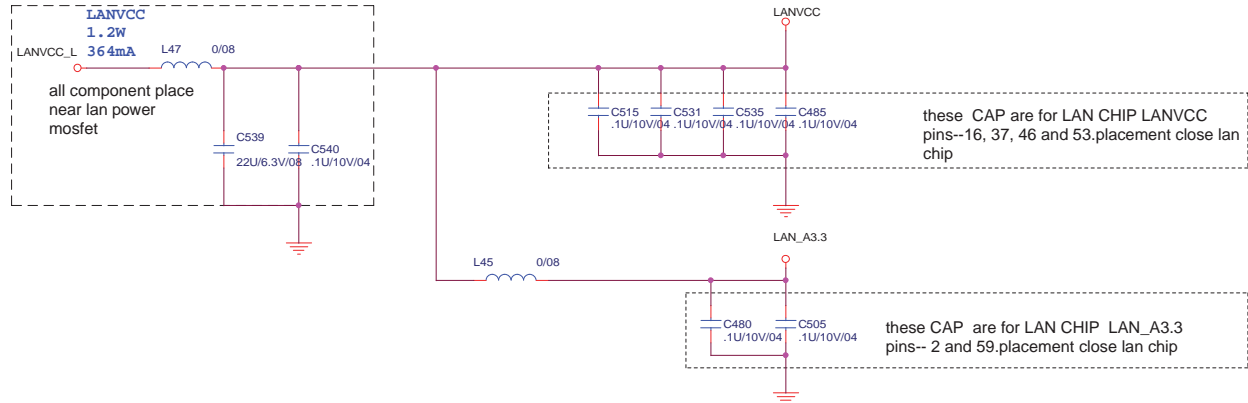 LANVCC
1.2W
364mA
LANVCC_L
L47 0/08
all component place
near lan power
mosfet
C539
22U/6.3V/08
C540
.1U/10V/04
LANVCC
C515
.1U/10V/04
C531
.1U/10V/04
C535
.1U/10V/04
C485
.1U/10V/04
these CAP are for LAN CHIP LANVCC
pins--16, 37, 46 and 53.placement close lan
chip
LAN_A3.3
L45 0/08
C480
.1U/10V/04
C505
.1U/10V/04
these CAP are for LAN CHIP LAN_A3.3
pins-- 2 and 59.placement close lan chip